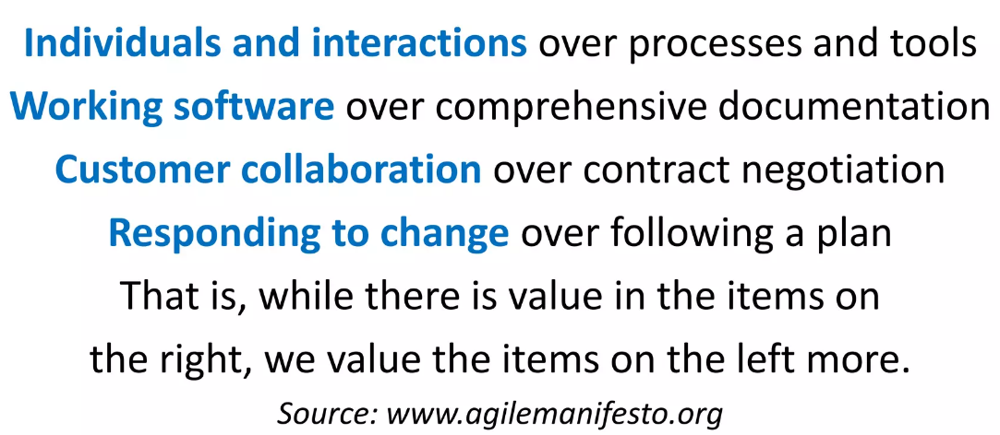 Individuals and interactions over processes and tools
Working software over comprehensive documentation
Customer collaboration over contract negotiation
Responding to change over following a plan
That is, while there is value in the items on
the right, we value the items on the left more.
Source: www.agilemanifesto.org